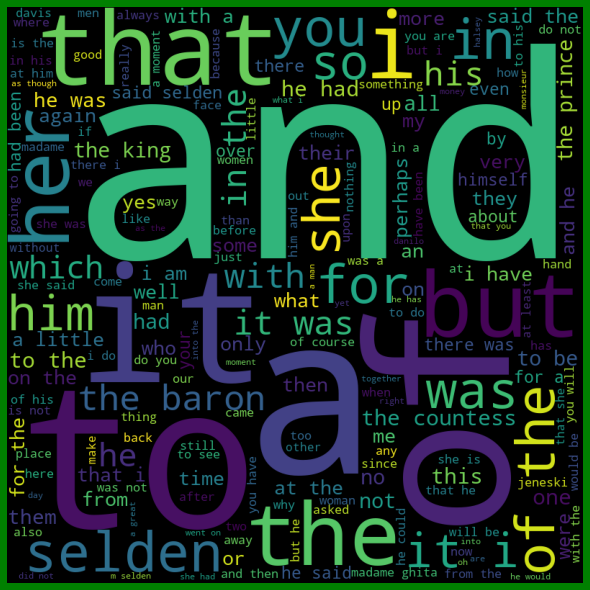 davis men always with a
where is the
in his at him
as though good
really a moment because
that you i in
more said the
you are but i halsey
do not to his how
there something
so his even
her had been going to
he was again said selden face
he had up all my
the prince
if the king over in the little women
madame there i
we she was without
yes way like than before just
their some
what i thought nothing upon
out him and
she perhaps
by very himself they about
and
monsieur money
and he
in a have been an
danilo that you hand
as the
which i am with
for was a a man
what on at i have
she said come
him well man it was yet
he has to do
but
a little had who your only of course
there was at least has
to the i do do you into the moment
to be
on the our the baron then together when right was for a
of his is not
it a of
for the make thing back came too other
the countess
that she would be you will
place he still to see
any me since
she is this that he
of the
here that i time at the why woman no
jeneski one
them was not from after two you have
asked not
were
also day to a great away but he the he could it i
will be now into oh are
with the
selden went on or and then he said madame ghita from the
did not m selden she had he would